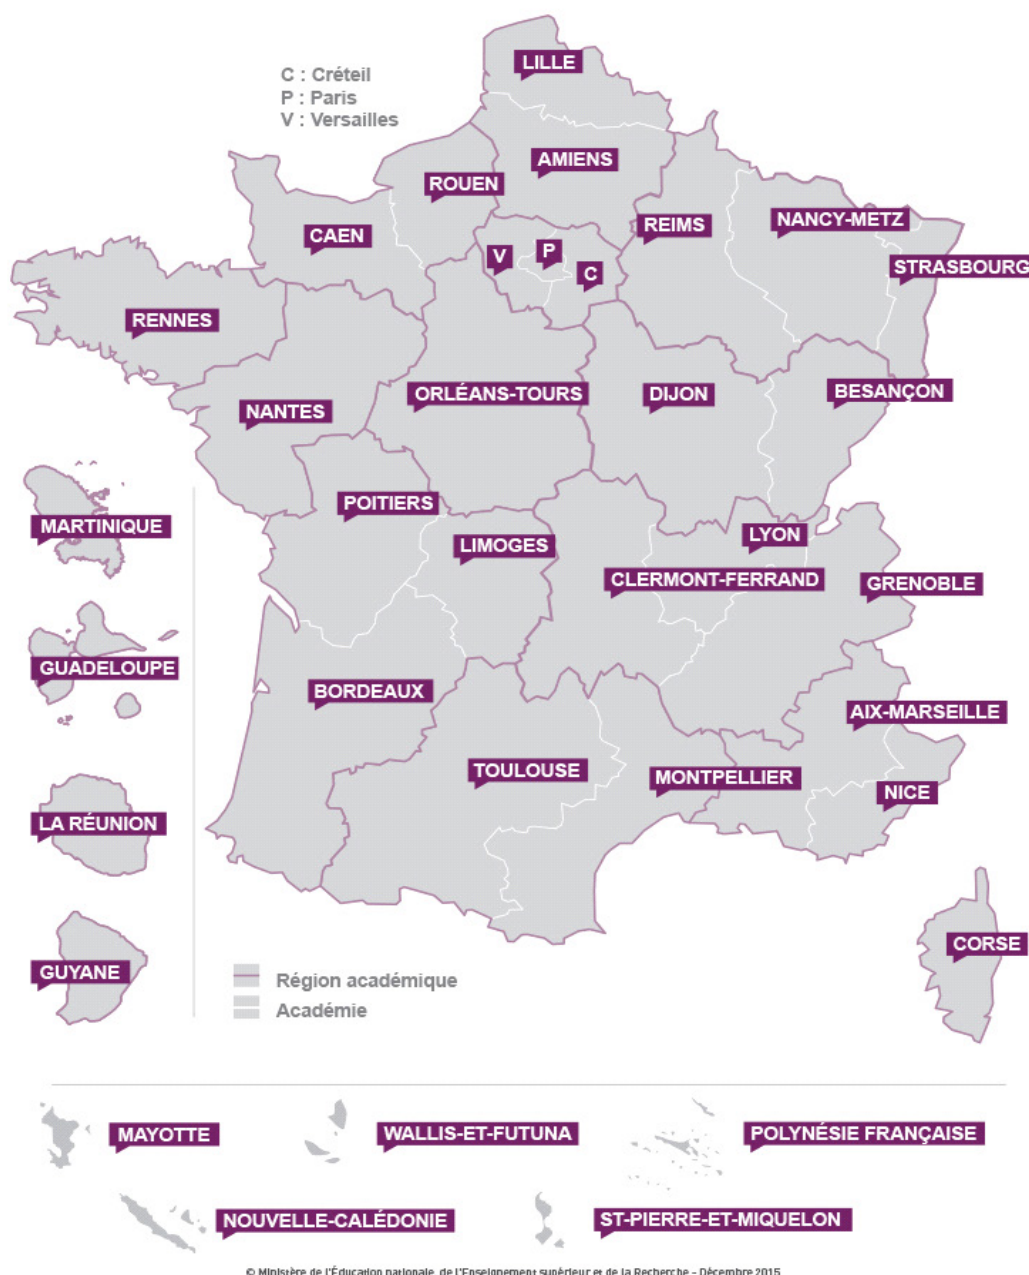 LILLE
C : Créteil
P : Paris
V : Versailles
AMIENS
ROUEN
REIMS
NANCY-METZ
CAEN
V
P
C
STRASBOURG
RENNES
ORLÉANS-TOURS
DIJON
BESANÇON
NANTES
POITIERS
MARTINIQUE
LIMOGES
LYON
CLERMONT-FERRAND
GRENOBLE
GUADELOUPE
BORDEAUX
AIX-MARSEILLE
TOULOUSE
MONTPELLIER
NICE
LA RÉUNION
CORSE
GUYANE
Région académique
Académie
MAYOTTE
WALLIS-ET-FUTUNA
POLYNÉSIE FRANÇAISE
NOUVELLE-CALÉDONIE
ST-PIERRE-ET-MIQUELON
© Ministère de l'Éducation nationale, de l'Enseignement supérieur et de la Recherche - Décembre 2015